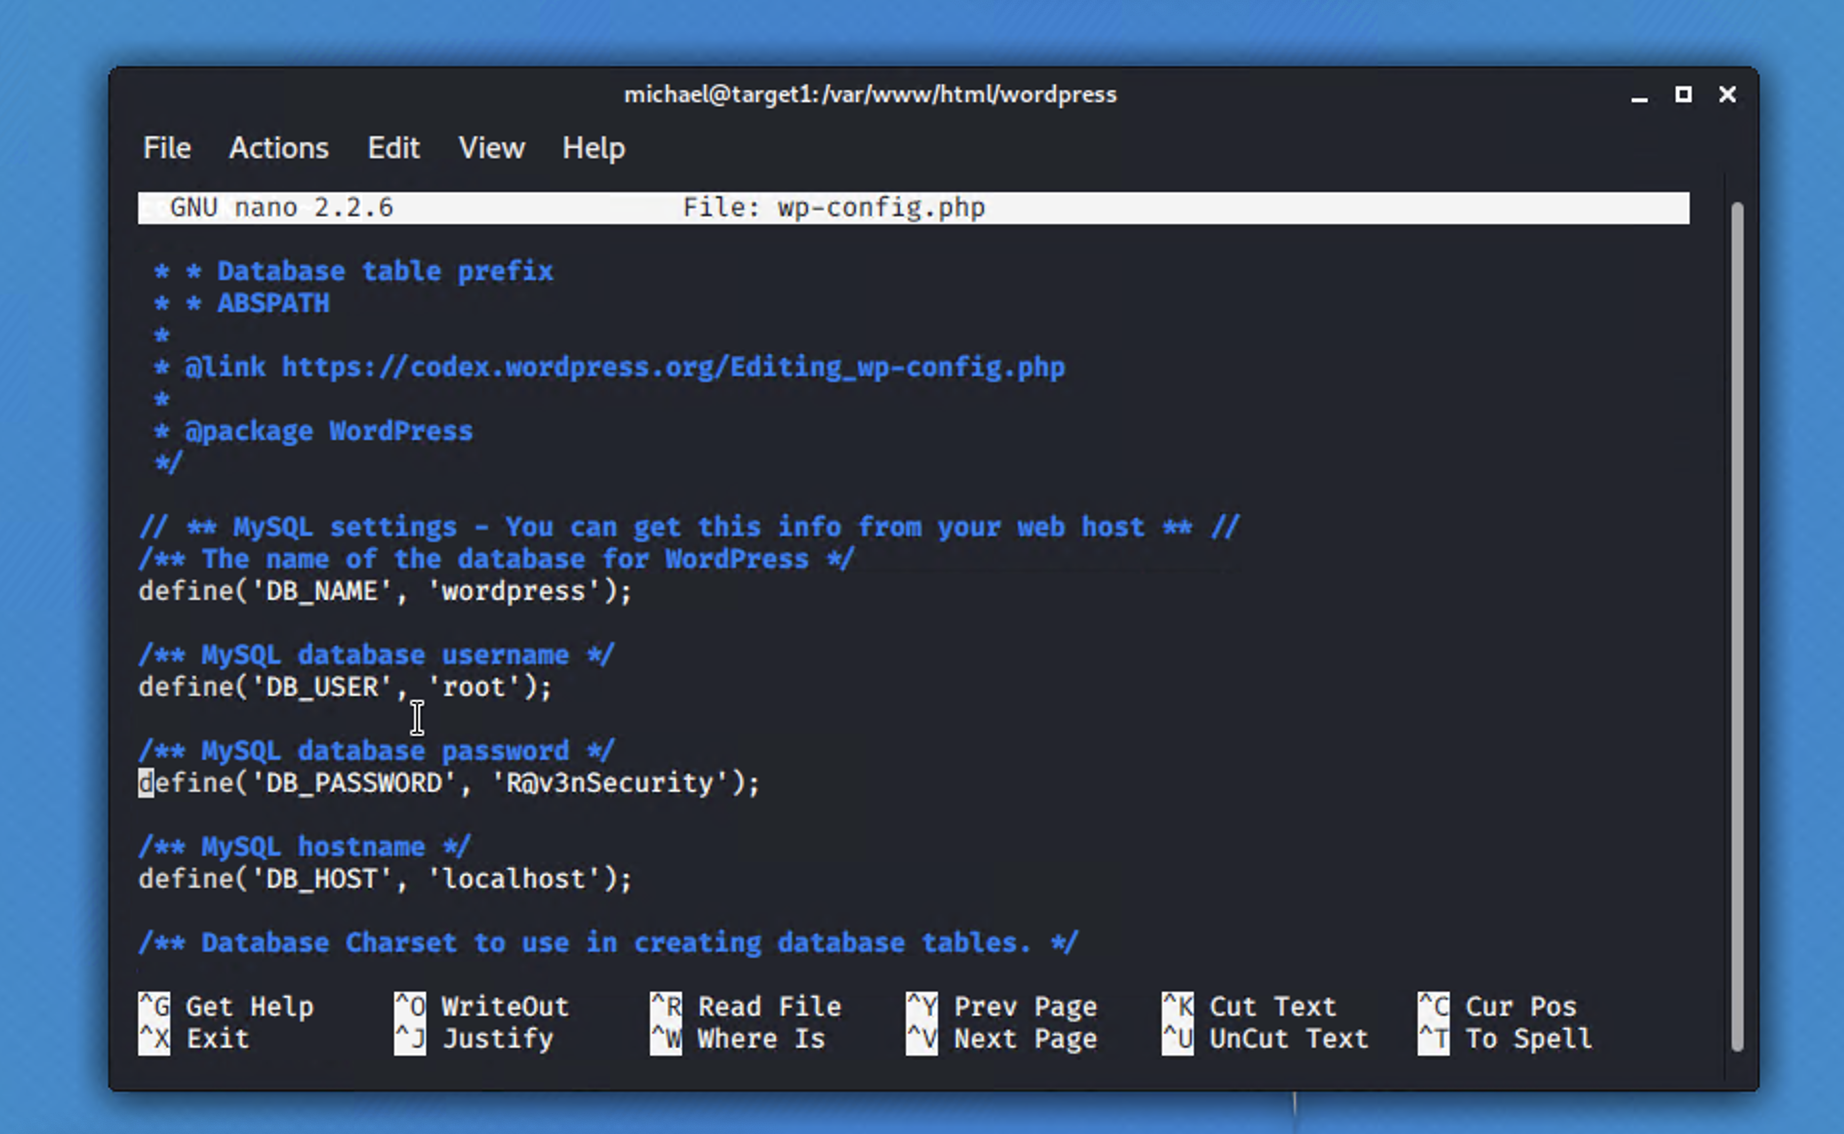 michael@target1:/var/www/html/wordpress
File Actions Edit View Help
GNU nano 2.2.6 File: wp-config.php
* * Database table prefix
* * ABSPATH
*
* @link https://codex.wordpress.org/Editing_wp-config.php
*
* @package WordPress
*/
// ** MySQL settings - You can get this info from your web host ** //
/** The name of the database for WordPress */
define('DB_NAME', 'wordpress');
/** MySQL database username */
define('DB_USER', 'root');
/** MySQL database password */
define('DB_PASSWORD', 'R@v3nSecurity');
/** MySQL hostname */
define('DB_HOST', 'localhost');
/** Database Charset to use in creating database tables. */
^G Get Help ^O WriteOut ^R Read File ^Y Prev Page ^K Cut Text ^C Cur Pos
^X Exit ^J Justify ^W Where Is ^V Next Page ^U UnCut Text ^T To Spell